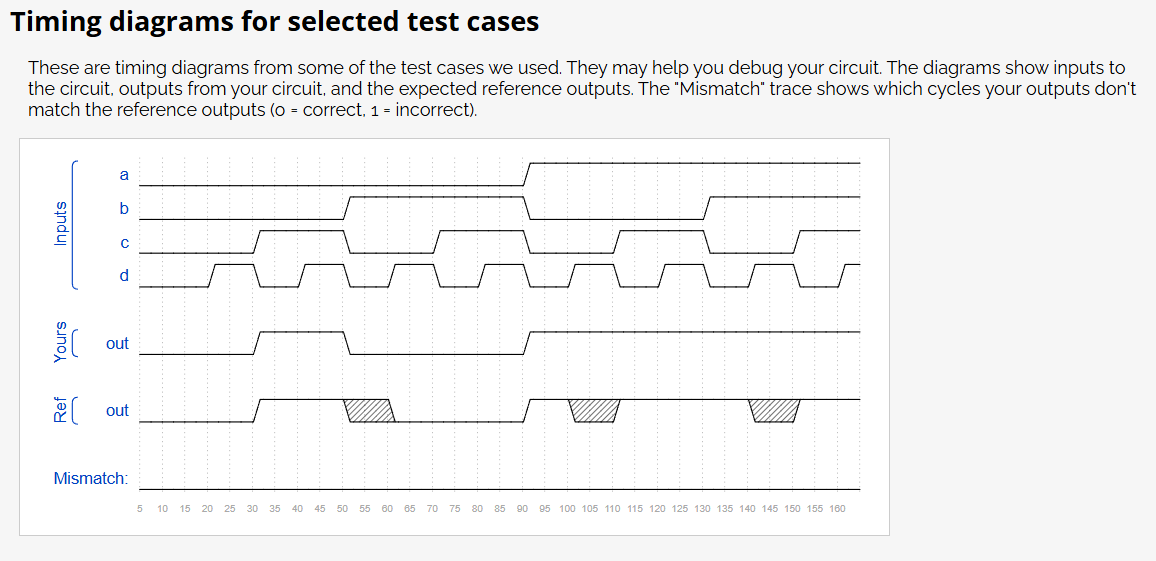 Timing diagrams for selected test cases
These are timing diagrams from some of the test cases we used. They may help you debug your circuit. The diagrams show inputs to
the circuit, outputs from your circuit, and the expected reference outputs. The "Mismatch" trace shows which cycles your outputs don't
match the reference outputs (0 = correct, 1 = incorrect).
Inputs
a
b
c
d
Yours
out
Ref
out
Mismatch:
5 10 15 20 25 30 35 40 45 50 55 60 65 70 75 80 85 90 95 100 105 110 115 120 125 130 135 140 145 150 155 160